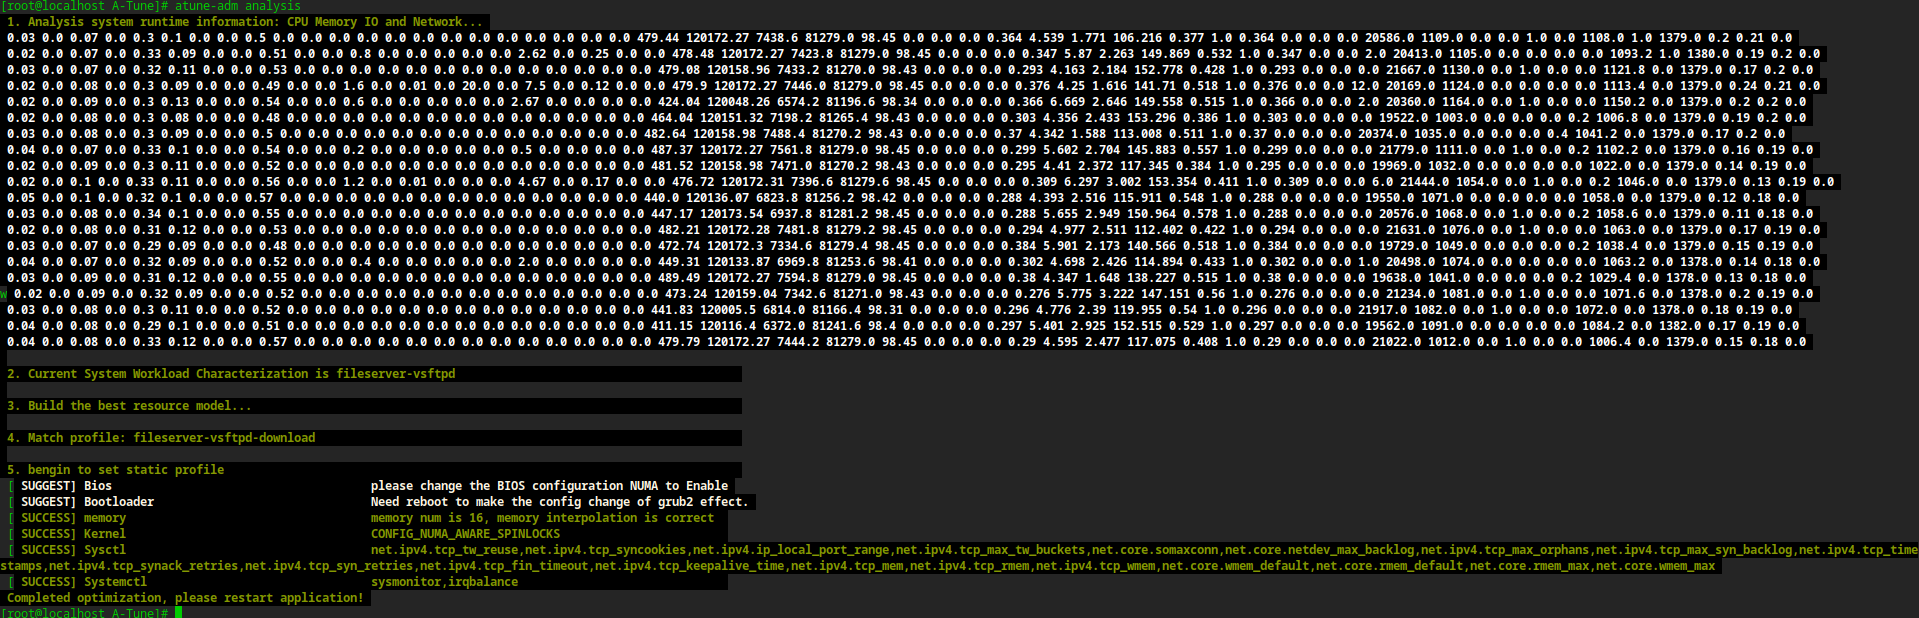 [root@localhost A-Tune]# atune-adm analysis
1. Analysis system runtime information: CPU Memory IO and Network...
0.03 0.0 0.07 0.0 0.3 0.1 0.0 0.0 0.5 0.0 0.0 0.0 0.0 0.0 0.0 0.0 0.0 0.0 0.0 0.0 0.0 0.0 479.44 120172.27 7438.6 81279.0 98.45 0.0 0.0 0.0 0.364 4.539 1.771 106.216 0.377 1.0 0.364 0.0 0.0 0.0 20586.0 1109.0 0.0 0.0 1.0 0.0 1108.0 1.0 1379.0 0.2 0.21 0.0
0.02 0.0 0.07 0.0 0.33 0.09 0.0 0.0 0.51 0.0 0.0 0.8 0.0 0.0 0.0 0.0 0.0 2.62 0.0 0.25 0.0 0.0 478.48 120172.27 7423.8 81279.0 98.45 0.0 0.0 0.0 0.347 5.87 2.263 149.869 0.532 1.0 0.347 0.0 0.0 2.0 20413.0 1105.0 0.0 0.0 0.0 0.0 1093.2 1.0 1380.0 0.19 0.2 0.0
0.03 0.0 0.07 0.0 0.32 0.11 0.0 0.0 0.53 0.0 0.0 0.0 0.0 0.0 0.0 0.0 0.0 0.0 0.0 0.0 0.0 0.0 479.08 120158.96 7433.2 81270.0 98.43 0.0 0.0 0.0 0.293 4.163 2.184 152.778 0.428 1.0 0.293 0.0 0.0 0.0 21667.0 1130.0 0.0 1.0 0.0 0.0 1121.8 0.0 1379.0 0.17 0.2 0.0
0.02 0.0 0.08 0.0 0.3 0.09 0.0 0.0 0.49 0.0 0.0 1.6 0.0 0.01 0.0 20.0 0.0 7.5 0.0 0.12 0.0 0.0 479.9 120172.27 7446.0 81279.0 98.45 0.0 0.0 0.0 0.376 4.25 1.616 141.71 0.518 1.0 0.376 0.0 0.0 12.0 20169.0 1124.0 0.0 0.0 0.0 0.0 1113.4 0.0 1379.0 0.24 0.21 0.0
0.02 0.0 0.09 0.0 0.3 0.13 0.0 0.0 0.54 0.0 0.0 0.6 0.0 0.0 0.0 0.0 0.0 2.67 0.0 0.0 0.0 0.0 424.04 120048.26 6574.2 81196.6 98.34 0.0 0.0 0.0 0.366 6.669 2.646 149.558 0.515 1.0 0.366 0.0 0.0 2.0 20360.0 1164.0 0.0 1.0 0.0 0.0 1150.2 0.0 1379.0 0.2 0.2 0.0
0.02 0.0 0.08 0.0 0.3 0.08 0.0 0.0 0.48 0.0 0.0 0.0 0.0 0.0 0.0 0.0 0.0 0.0 0.0 0.0 0.0 0.0 464.04 120151.32 7198.2 81265.4 98.43 0.0 0.0 0.0 0.303 4.356 2.433 153.296 0.386 1.0 0.303 0.0 0.0 0.0 19522.0 1003.0 0.0 0.0 0.0 0.2 1006.8 0.0 1379.0 0.19 0.2 0.0
0.03 0.0 0.08 0.0 0.3 0.09 0.0 0.0 0.5 0.0 0.0 0.0 0.0 0.0 0.0 0.0 0.0 0.0 0.0 0.0 0.0 0.0 482.64 120158.98 7488.4 81270.2 98.43 0.0 0.0 0.0 0.37 4.342 1.588 113.008 0.511 1.0 0.37 0.0 0.0 0.0 20374.0 1035.0 0.0 0.0 0.0 0.4 1041.2 0.0 1379.0 0.17 0.2 0.0
0.04 0.0 0.07 0.0 0.33 0.1 0.0 0.0 0.54 0.0 0.0 0.2 0.0 0.0 0.0 0.0 0.0 0.5 0.0 0.0 0.0 0.0 487.37 120172.27 7561.8 81279.0 98.45 0.0 0.0 0.0 0.299 5.602 2.704 145.883 0.557 1.0 0.299 0.0 0.0 0.0 21779.0 1111.0 0.0 1.0 0.0 0.2 1102.2 0.0 1379.0 0.16 0.19 0.0
0.02 0.0 0.09 0.0 0.3 0.11 0.0 0.0 0.52 0.0 0.0 0.0 0.0 0.0 0.0 0.0 0.0 0.0 0.0 0.0 0.0 0.0 481.52 120158.98 7471.0 81270.2 98.43 0.0 0.0 0.0 0.295 4.41 2.372 117.345 0.384 1.0 0.295 0.0 0.0 0.0 19969.0 1032.0 0.0 0.0 0.0 0.0 1022.0 0.0 1379.0 0.14 0.19 0.0
0.02 0.0 0.1 0.0 0.33 0.11 0.0 0.0 0.56 0.0 0.0 1.2 0.0 0.01 0.0 0.0 0.0 4.67 0.0 0.17 0.0 0.0 476.72 120172.31 7396.6 81279.6 98.45 0.0 0.0 0.0 0.309 6.297 3.002 153.354 0.411 1.0 0.309 0.0 0.0 6.0 21444.0 1054.0 0.0 1.0 0.0 0.2 1046.0 0.0 1379.0 0.13 0.19 0.0
0.05 0.0 0.1 0.0 0.32 0.1 0.0 0.0 0.57 0.0 0.0 0.0 0.0 0.0 0.0 0.0 0.0 0.0 0.0 0.0 0.0 0.0 440.0 120136.07 6823.8 81256.2 98.42 0.0 0.0 0.0 0.288 4.393 2.516 115.911 0.548 1.0 0.288 0.0 0.0 0.0 19550.0 1071.0 0.0 0.0 0.0 0.0 1058.0 0.0 1379.0 0.12 0.18 0.0
0.03 0.0 0.08 0.0 0.34 0.1 0.0 0.0 0.55 0.0 0.0 0.0 0.0 0.0 0.0 0.0 0.0 0.0 0.0 0.0 0.0 0.0 447.17 120173.54 6937.8 81281.2 98.45 0.0 0.0 0.0 0.288 5.655 2.949 150.964 0.578 1.0 0.288 0.0 0.0 0.0 20576.0 1068.0 0.0 1.0 0.0 0.2 1058.6 0.0 1379.0 0.11 0.18 0.0
0.02 0.0 0.08 0.0 0.31 0.12 0.0 0.0 0.53 0.0 0.0 0.0 0.0 0.0 0.0 0.0 0.0 0.0 0.0 0.0 0.0 0.0 482.21 120172.28 7481.8 81279.2 98.45 0.0 0.0 0.0 0.294 4.977 2.511 112.402 0.422 1.0 0.294 0.0 0.0 0.0 21631.0 1076.0 0.0 1.0 0.0 0.0 1063.0 0.0 1379.0 0.17 0.19 0.0
0.03 0.0 0.07 0.0 0.29 0.09 0.0 0.0 0.48 0.0 0.0 0.0 0.0 0.0 0.0 0.0 0.0 0.0 0.0 0.0 0.0 0.0 472.74 120172.3 7334.6 81279.4 98.45 0.0 0.0 0.0 0.384 5.901 2.173 140.566 0.518 1.0 0.384 0.0 0.0 0.0 19729.0 1049.0 0.0 0.0 0.0 0.2 1038.4 0.0 1379.0 0.15 0.19 0.0
0.04 0.0 0.07 0.0 0.32 0.09 0.0 0.0 0.52 0.0 0.0 0.4 0.0 0.0 0.0 0.0 0.0 2.0 0.0 0.0 0.0 0.0 449.31 120133.87 6969.8 81253.6 98.41 0.0 0.0 0.0 0.302 4.698 2.426 114.894 0.433 1.0 0.302 0.0 0.0 1.0 20498.0 1074.0 0.0 0.0 0.0 0.0 1063.2 0.0 1378.0 0.14 0.18 0.0
0.03 0.0 0.09 0.0 0.31 0.12 0.0 0.0 0.55 0.0 0.0 0.0 0.0 0.0 0.0 0.0 0.0 0.0 0.0 0.0 0.0 0.0 489.49 120172.27 7594.8 81279.0 98.45 0.0 0.0 0.0 0.38 4.347 1.648 138.227 0.515 1.0 0.38 0.0 0.0 0.0 19638.0 1041.0 0.0 0.0 0.0 0.2 1029.4 0.0 1378.0 0.13 0.18 0.0
w 0.02 0.0 0.09 0.0 0.32 0.09 0.0 0.0 0.52 0.0 0.0 0.0 0.0 0.0 0.0 0.0 0.0 0.0 0.0 0.0 0.0 0.0 473.24 120159.04 7342.6 81271.0 98.43 0.0 0.0 0.0 0.276 5.775 3.222 147.151 0.56 1.0 0.276 0.0 0.0 0.0 21234.0 1081.0 0.0 1.0 0.0 0.0 1071.6 0.0 1378.0 0.2 0.19 0.0
0.03 0.0 0.08 0.0 0.3 0.11 0.0 0.0 0.52 0.0 0.0 0.0 0.0 0.0 0.0 0.0 0.0 0.0 0.0 0.0 0.0 0.0 441.83 120005.5 6814.0 81166.4 98.31 0.0 0.0 0.0 0.296 4.776 2.39 119.955 0.54 1.0 0.296 0.0 0.0 0.0 21917.0 1082.0 0.0 1.0 0.0 0.0 1072.0 0.0 1378.0 0.18 0.19 0.0
0.04 0.0 0.08 0.0 0.29 0.1 0.0 0.0 0.51 0.0 0.0 0.0 0.0 0.0 0.0 0.0 0.0 0.0 0.0 0.0 0.0 0.0 411.15 120116.4 6372.0 81241.6 98.4 0.0 0.0 0.0 0.297 5.401 2.925 152.515 0.529 1.0 0.297 0.0 0.0 0.0 19562.0 1091.0 0.0 0.0 0.0 0.0 1084.2 0.0 1382.0 0.17 0.19 0.0
0.04 0.0 0.08 0.0 0.33 0.12 0.0 0.0 0.57 0.0 0.0 0.0 0.0 0.0 0.0 0.0 0.0 0.0 0.0 0.0 0.0 0.0 479.79 120172.27 7444.2 81279.0 98.45 0.0 0.0 0.0 0.29 4.595 2.477 117.075 0.408 1.0 0.29 0.0 0.0 0.0 21022.0 1012.0 0.0 1.0 0.0 0.0 1006.4 0.0 1379.0 0.15 0.18 0.0
2. Current System Workload Characterization is fileserver-vsftpd
3. Build the best resource model...
4. Match profile: fileserver-vsftpd-download
5. bengin to set static profile
[ SUGGEST] Bios please change the BIOS configuration NUMA to Enable
[ SUGGEST] Bootloader Need reboot to make the config change of grub2 effect.
[ SUCCESS] memory memory num is 16, memory interpolation is correct
[ SUCCESS] Kernel CONFIG_NUMA_AWARE_SPINLOCKS
[ SUCCESS] Sysctl net.ipv4.tcp_tw_reuse,net.ipv4.tcp_syncookies,net.ipv4.ip_local_port_range,net.ipv4.tcp_max_tw_buckets,net.core.somaxconn,net.core.netdev_max_backlog,net.ipv4.tcp_max_orphans,net.ipv4.tcp_max_syn_backlog,net.ipv4.tcp_time
stamps,net.ipv4.tcp_synack_retries,net.ipv4.tcp_syn_retries,net.ipv4.tcp_fin_timeout,net.ipv4.tcp_keepalive_time,net.ipv4.tcp_mem,net.ipv4.tcp_rmem,net.ipv4.tcp_wmem,net.core.wmem_default,net.core.rmem_default,net.core.rmem_max,net.core.wmem_max
[ SUCCESS] Systemctl sysmonitor,irqbalance
Completed optimization, please restart application!
[root@localhost A-Tune]#